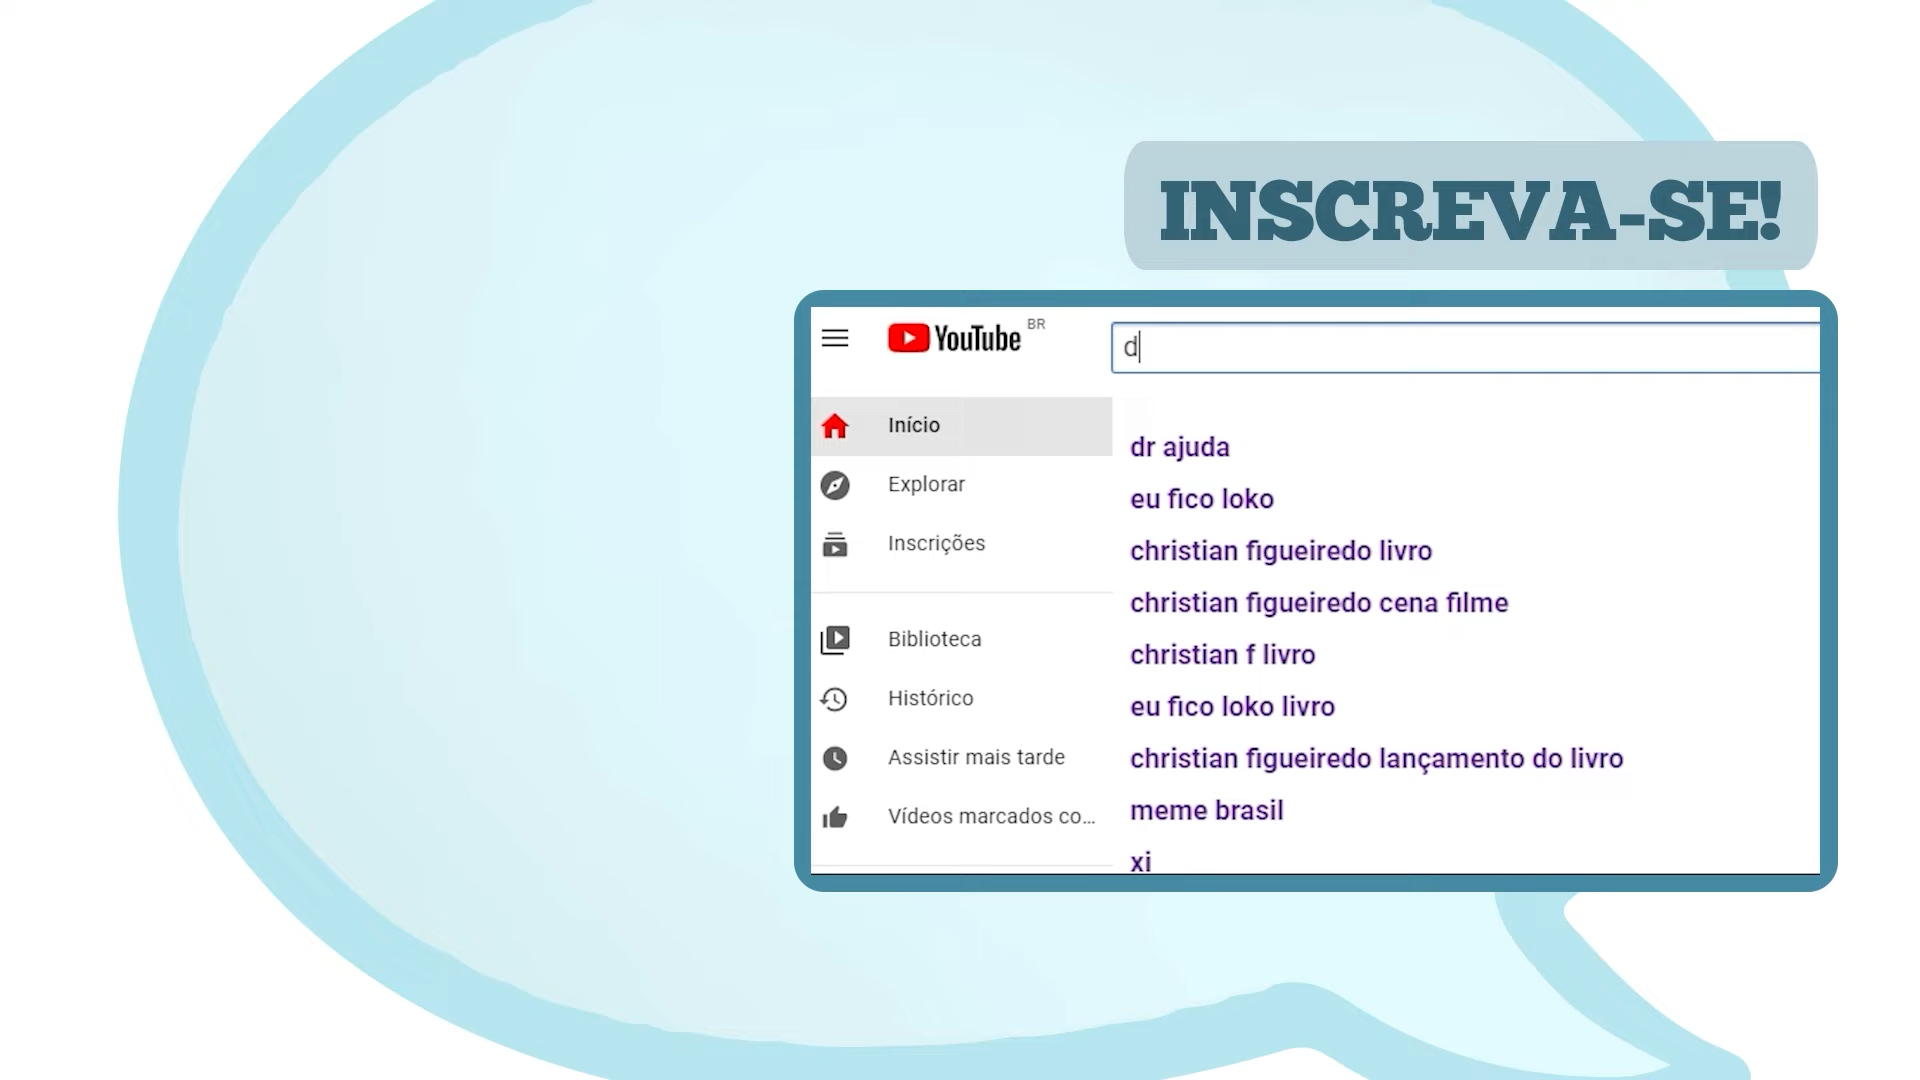 INSCREVA-SE!
YouTube BR
d
Início
Explorar
Inscrições
Biblioteca
Histórico
Assistir mais tarde
Vídeos marcados co...
dr ajuda
eu fico loko
christian figueiredo livro
christian figueiredo cena filme
christian f livro
eu fico loko livro
christian figueiredo lançamento do livro
meme brasil
xi